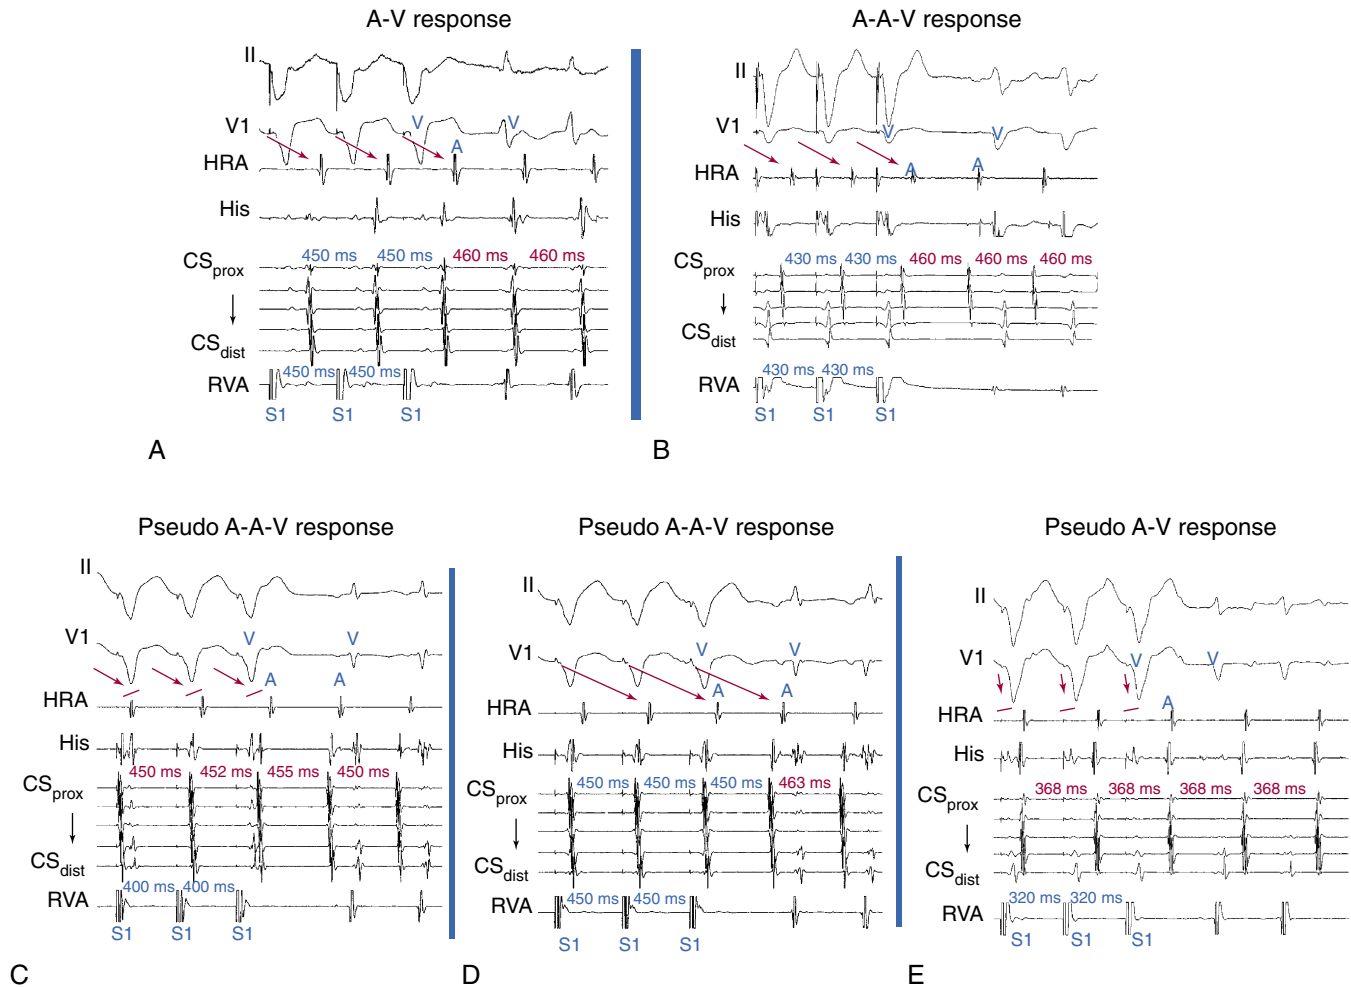 A-V response
II
V1
V
V
HRA
A
His
CSprox
450 ms 450 ms 460 ms 460 ms
CSdist
450 ms 450 ms
RVA
S1 S1 S1
A
A-A-V response
II
V1
V
V
HRA
A
A
His
CSprox
430 ms 430 ms 460 ms 460 ms 460 ms
CSdist
430 ms 430 ms
RVA
S1 S1 S1
B
Pseudo A-A-V response
II
V1
V
V
A
A
HRA
His
450 ms 452 ms 455 ms 450 ms
CSprox
CSdist
400 ms 400 ms
RVA
S1 S1 S1
C
Pseudo A-A-V response
II
V1
V
V
A
A
HRA
His
450 ms 450 ms 450 ms 463 ms
CSprox
CSdist
RVA
450 ms 450 ms
S1 S1 S1
D
Pseudo A-V response
II
V1
V
V
A
HRA
His
368 ms 368 ms 368 ms 368 ms
CSprox
CSdist
320 ms 320 ms
RVA
S1 S1 S1
E